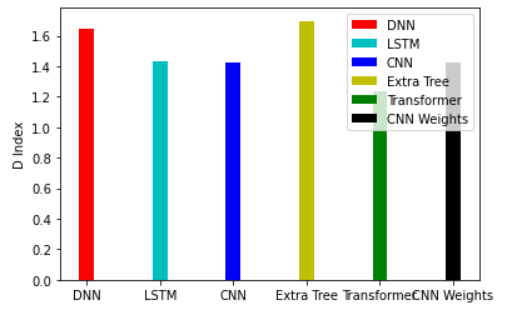 DNN
LSTM
CNN
Extra Tree
Transformer
CNN Weights
D Index
1.6
1.4
1.2
1.0
0.8
0.6
0.4
0.2
0.0
DNN LSTM CNN Extra Tree Transformer CNN Weights